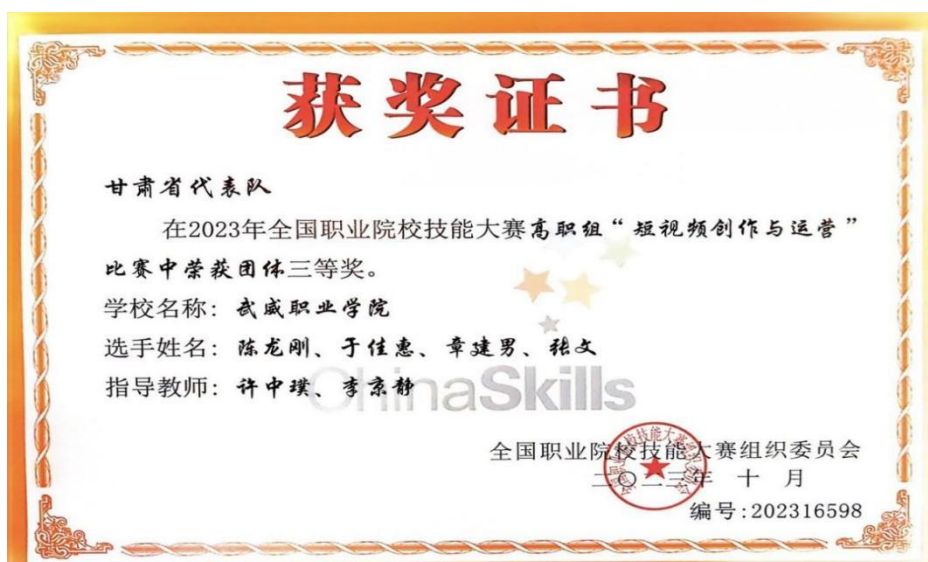 获奖证书
甘肃省代表队
在2023年全国职业院校技能大赛高职组“短视频创作与运营”
比赛中荣获团体三等奖。
学校名称：武威职业学院
选手姓名：陈龙刚、于佳惠、章建男、张文
指导教师：许中璞、李京静
ChinaSkills
全国职业院校技能大赛组织委员会
二〇二三年 十 月
编号:202316598